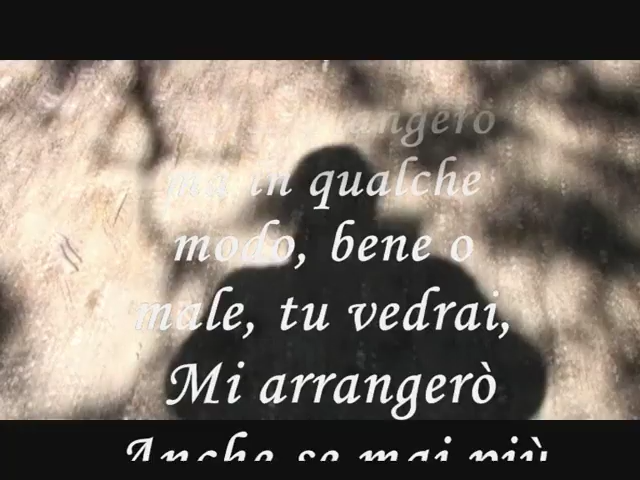 arrangerò
ma in qualche
modo, bene o
male, tu vedrai,
Mi arrangerò
Anche se mai più